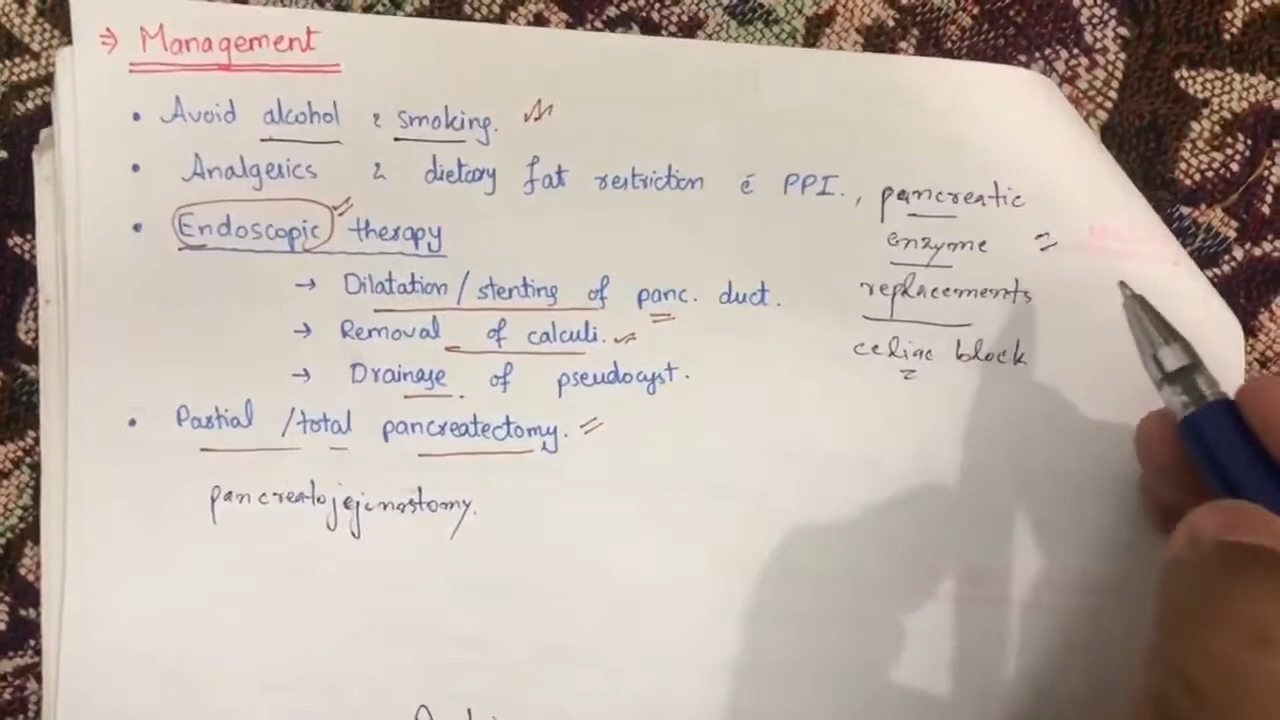 ⇒ Management
• Avoid alcohol & smoking.
• Analgesics & dietary fat restriction c̄ PPI., pancreatic
enzyme
replacements
celiac block
• Endoscopic therapy
→ Dilatation / stenting of panc. duct.
→ Removal of calculi.
→ Drainage of pseudocyst.
• Partial / total pancreatectomy.
pancreatojejunostomy.